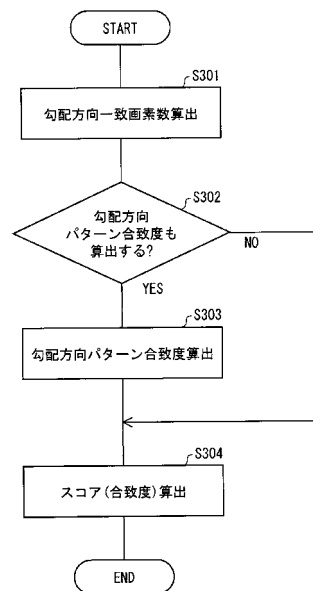 START
S301
勾配方向一致画素数算出
S302
勾配方向
パターン合致度も
算出する?
NO
YES
S303
勾配方向パターン合致度算出
S304
スコア(合致度)算出
END